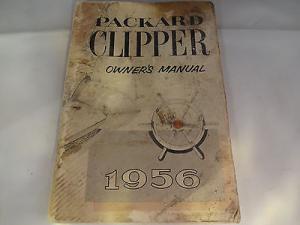 PACKARD
CLIPPER
OWNER'S MANUAL
1956